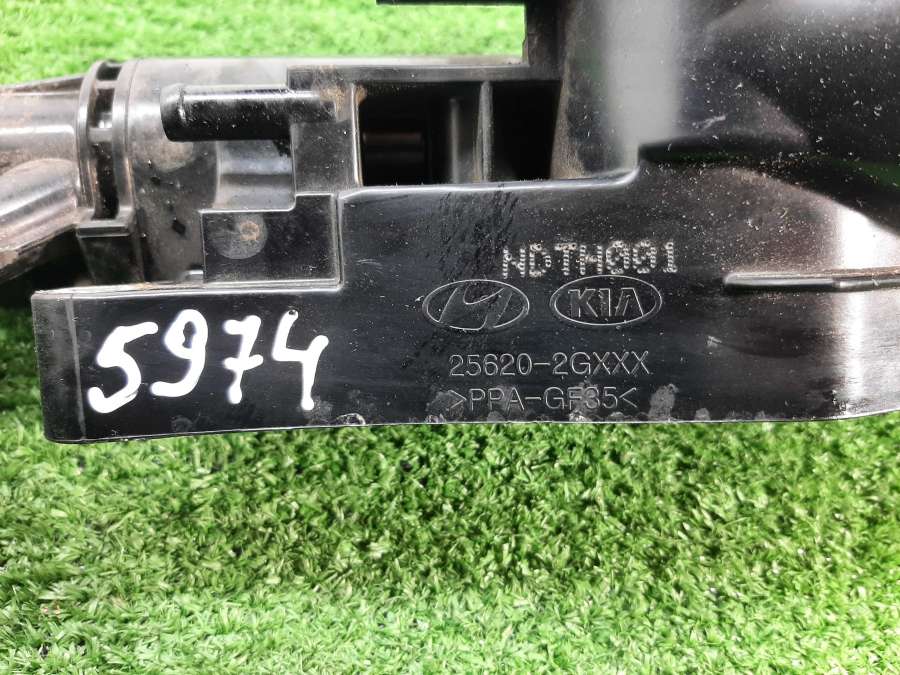 NDTH091
KIA
25620-2GXXX
>PPA-GF35<
5974